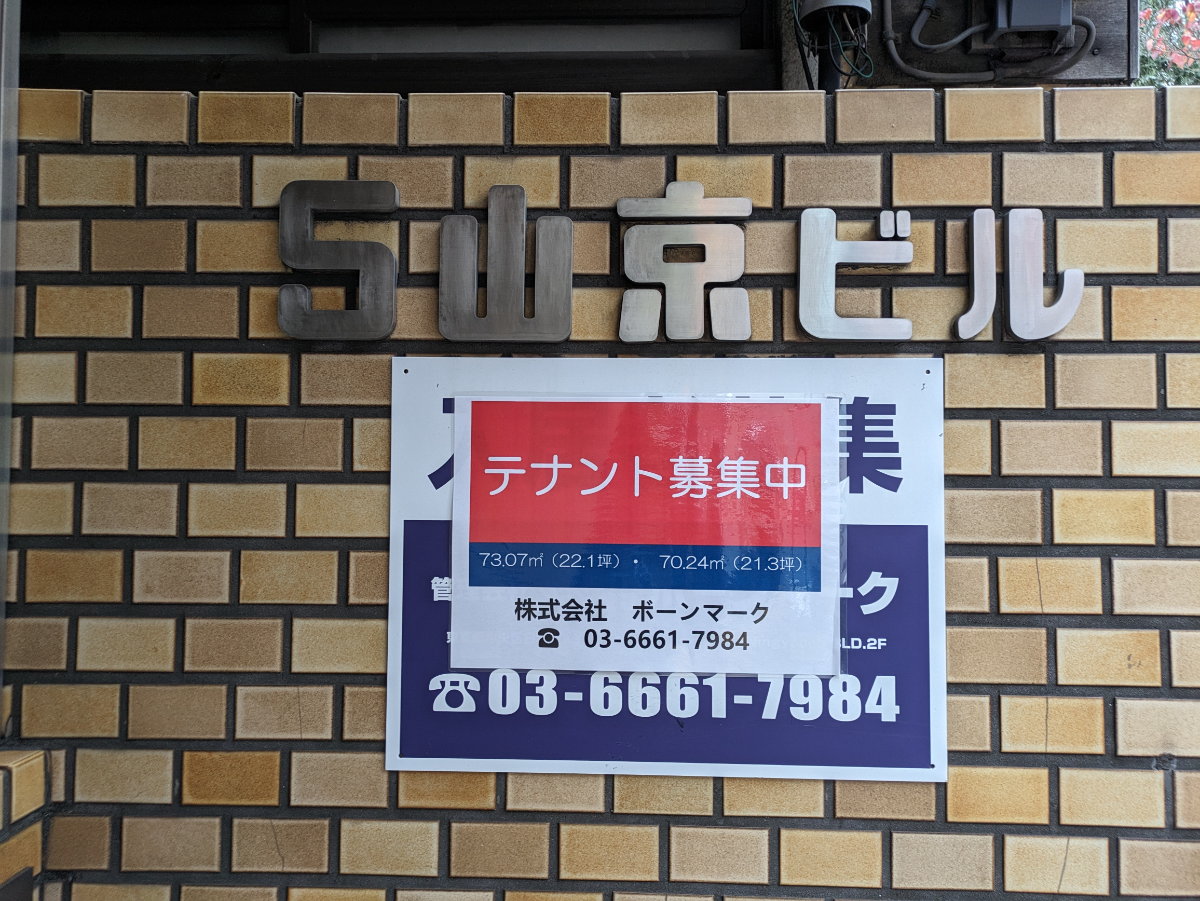 5山京ビル
集
テナント募集中
73.07㎡（22.1坪）・ 70.24㎡（21.3坪）
株式会社 ボーンマーク
☎ 03-6661-7984
管
ーク
LD.2F
☎03-6661-7984